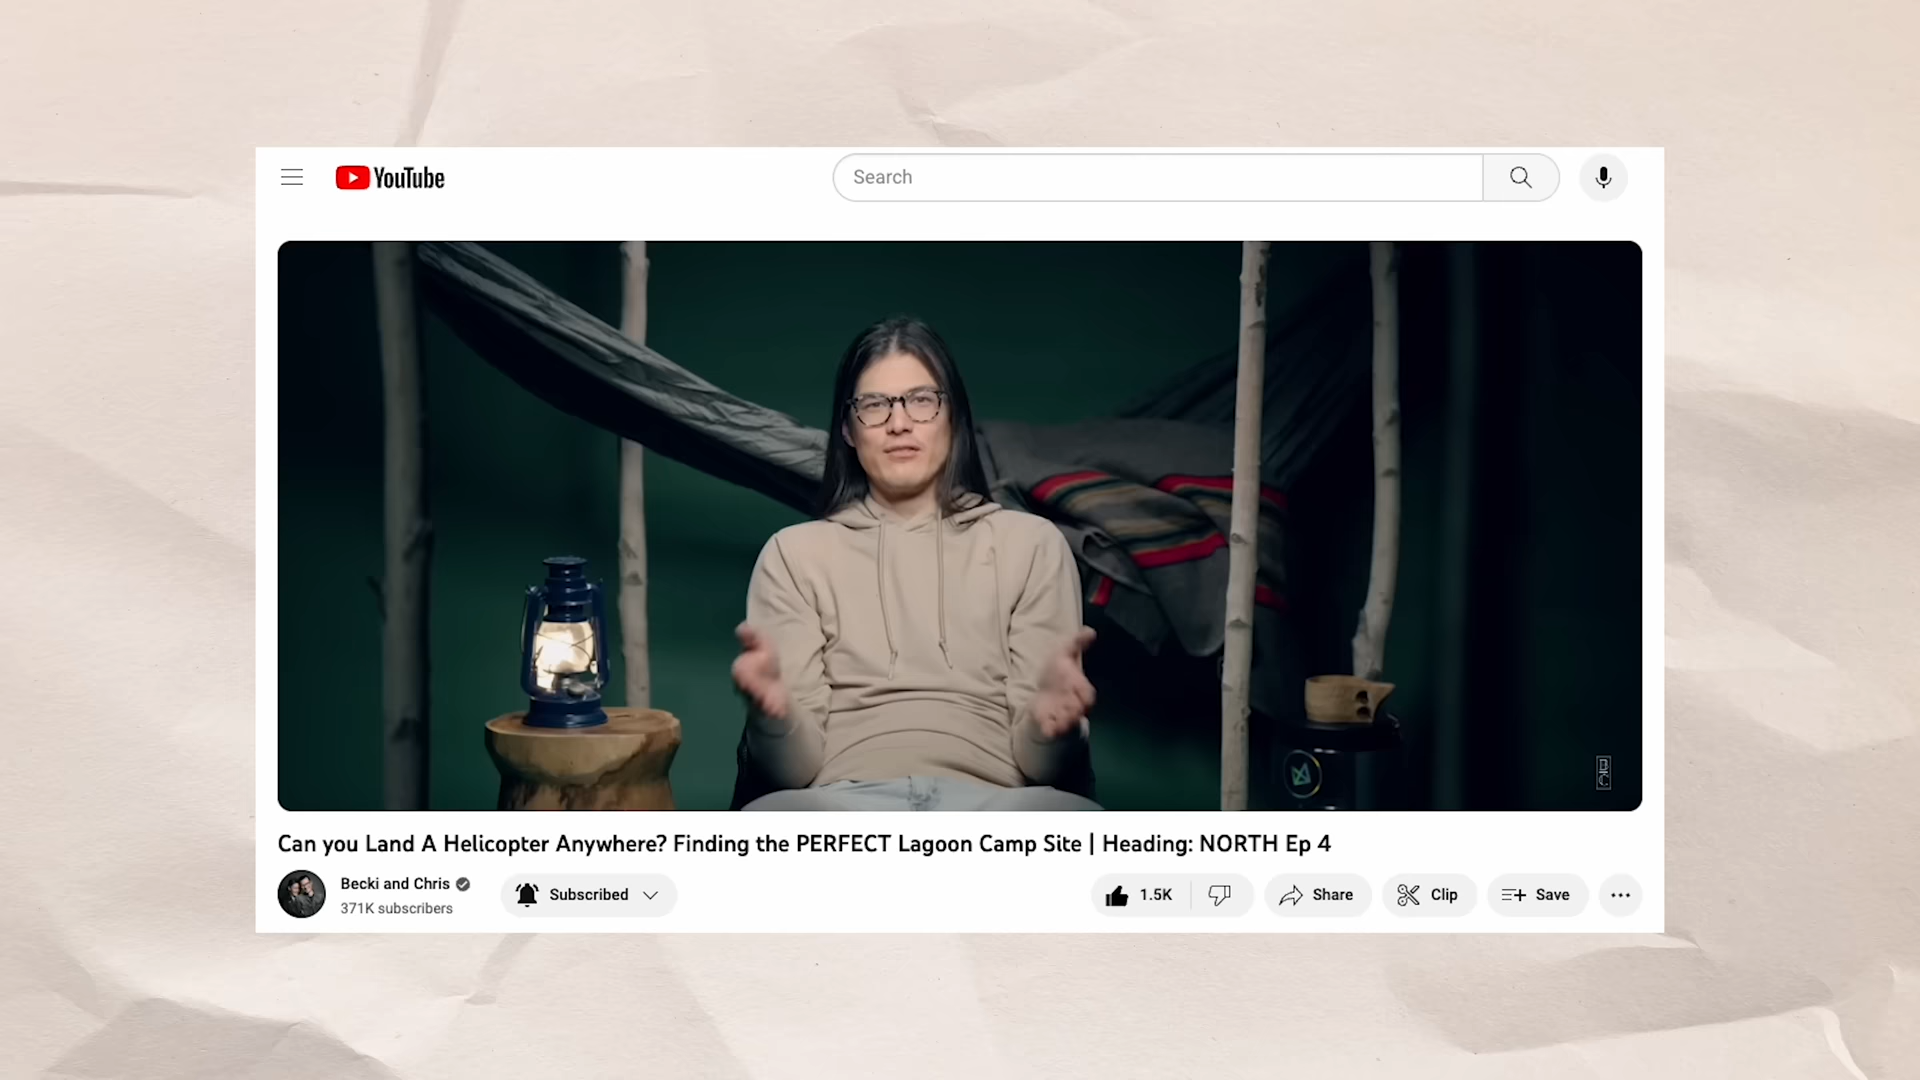 YouTube
Search
Can you Land A Helicopter Anywhere? Finding the PERFECT Lagoon Camp Site | Heading: NORTH Ep 4
Becki and Chris
371K subscribers
Subscribed
1.5K
Share
Clip
Save